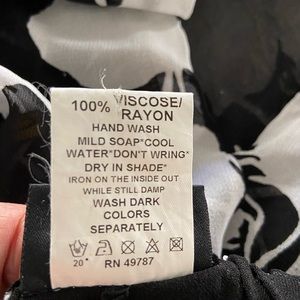 100% VISCOSE/
RAYON
HAND WASH
MILD SOAP*COOL
WATER*DON'T WRING*
DRY IN SHADE*
IRON ON THE INSIDE OUT
WHILE STILL DAMP
WASH DARK
COLORS
SEPARATELY
20°
RN 49787